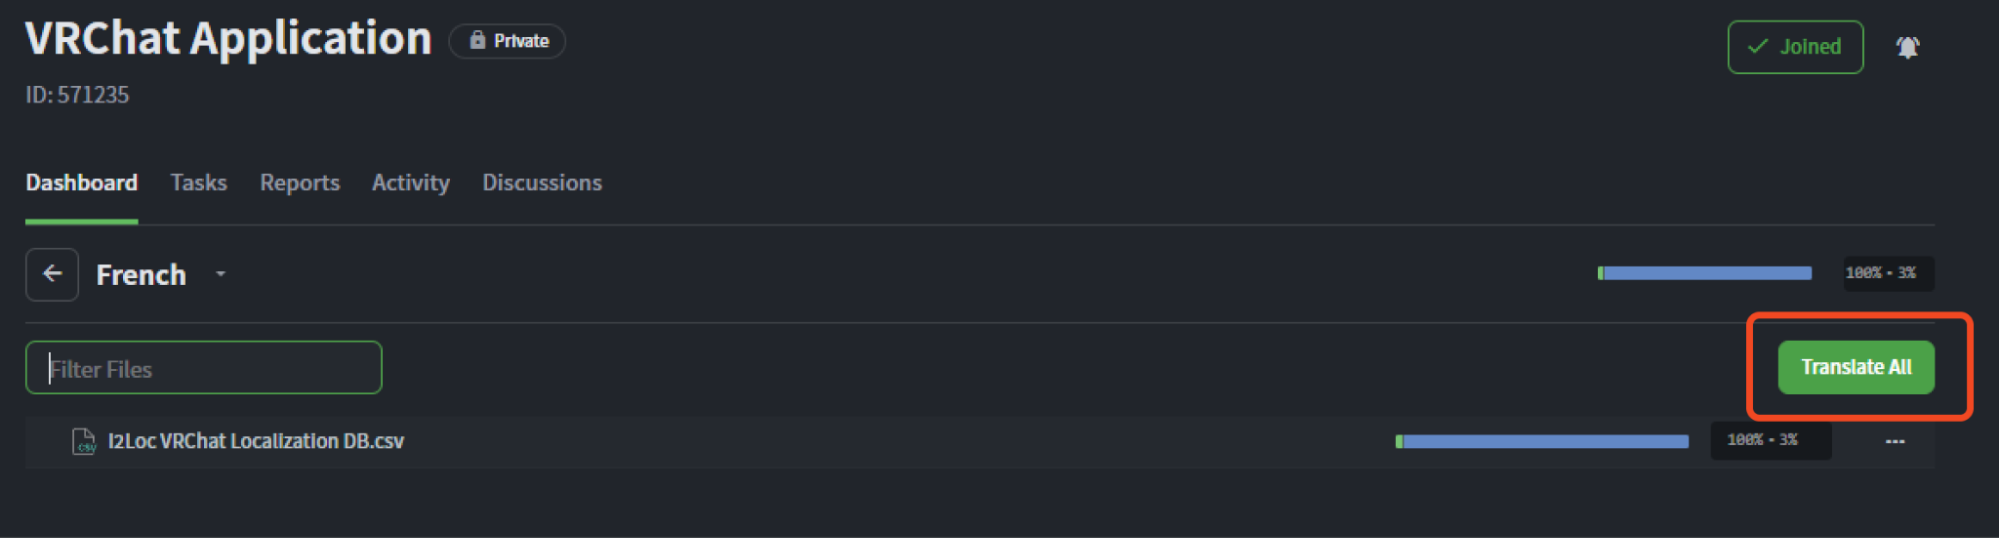 VRChat Application Private
Joined
ID: 571235
Dashboard Tasks Reports Activity Discussions
French
100% - 3%
Filter Files
Translate All
CSV I2Loc VRChat Localization DB.csv
100% - 3%